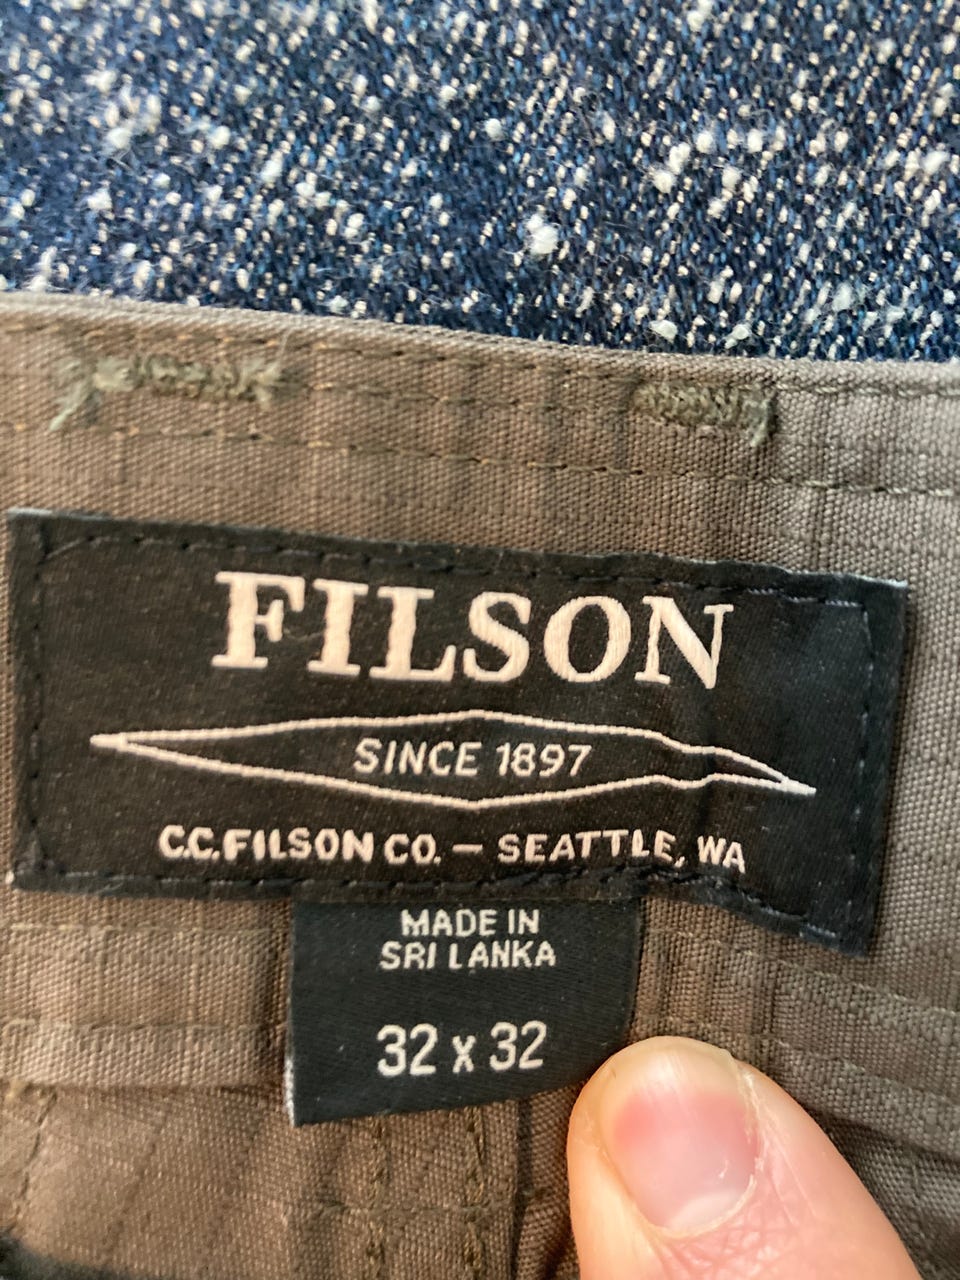 FILSON
SINCE 1897
C.C.FILSON CO. — SEATTLE, WA
MADE IN
SRI LANKA
32 x 32